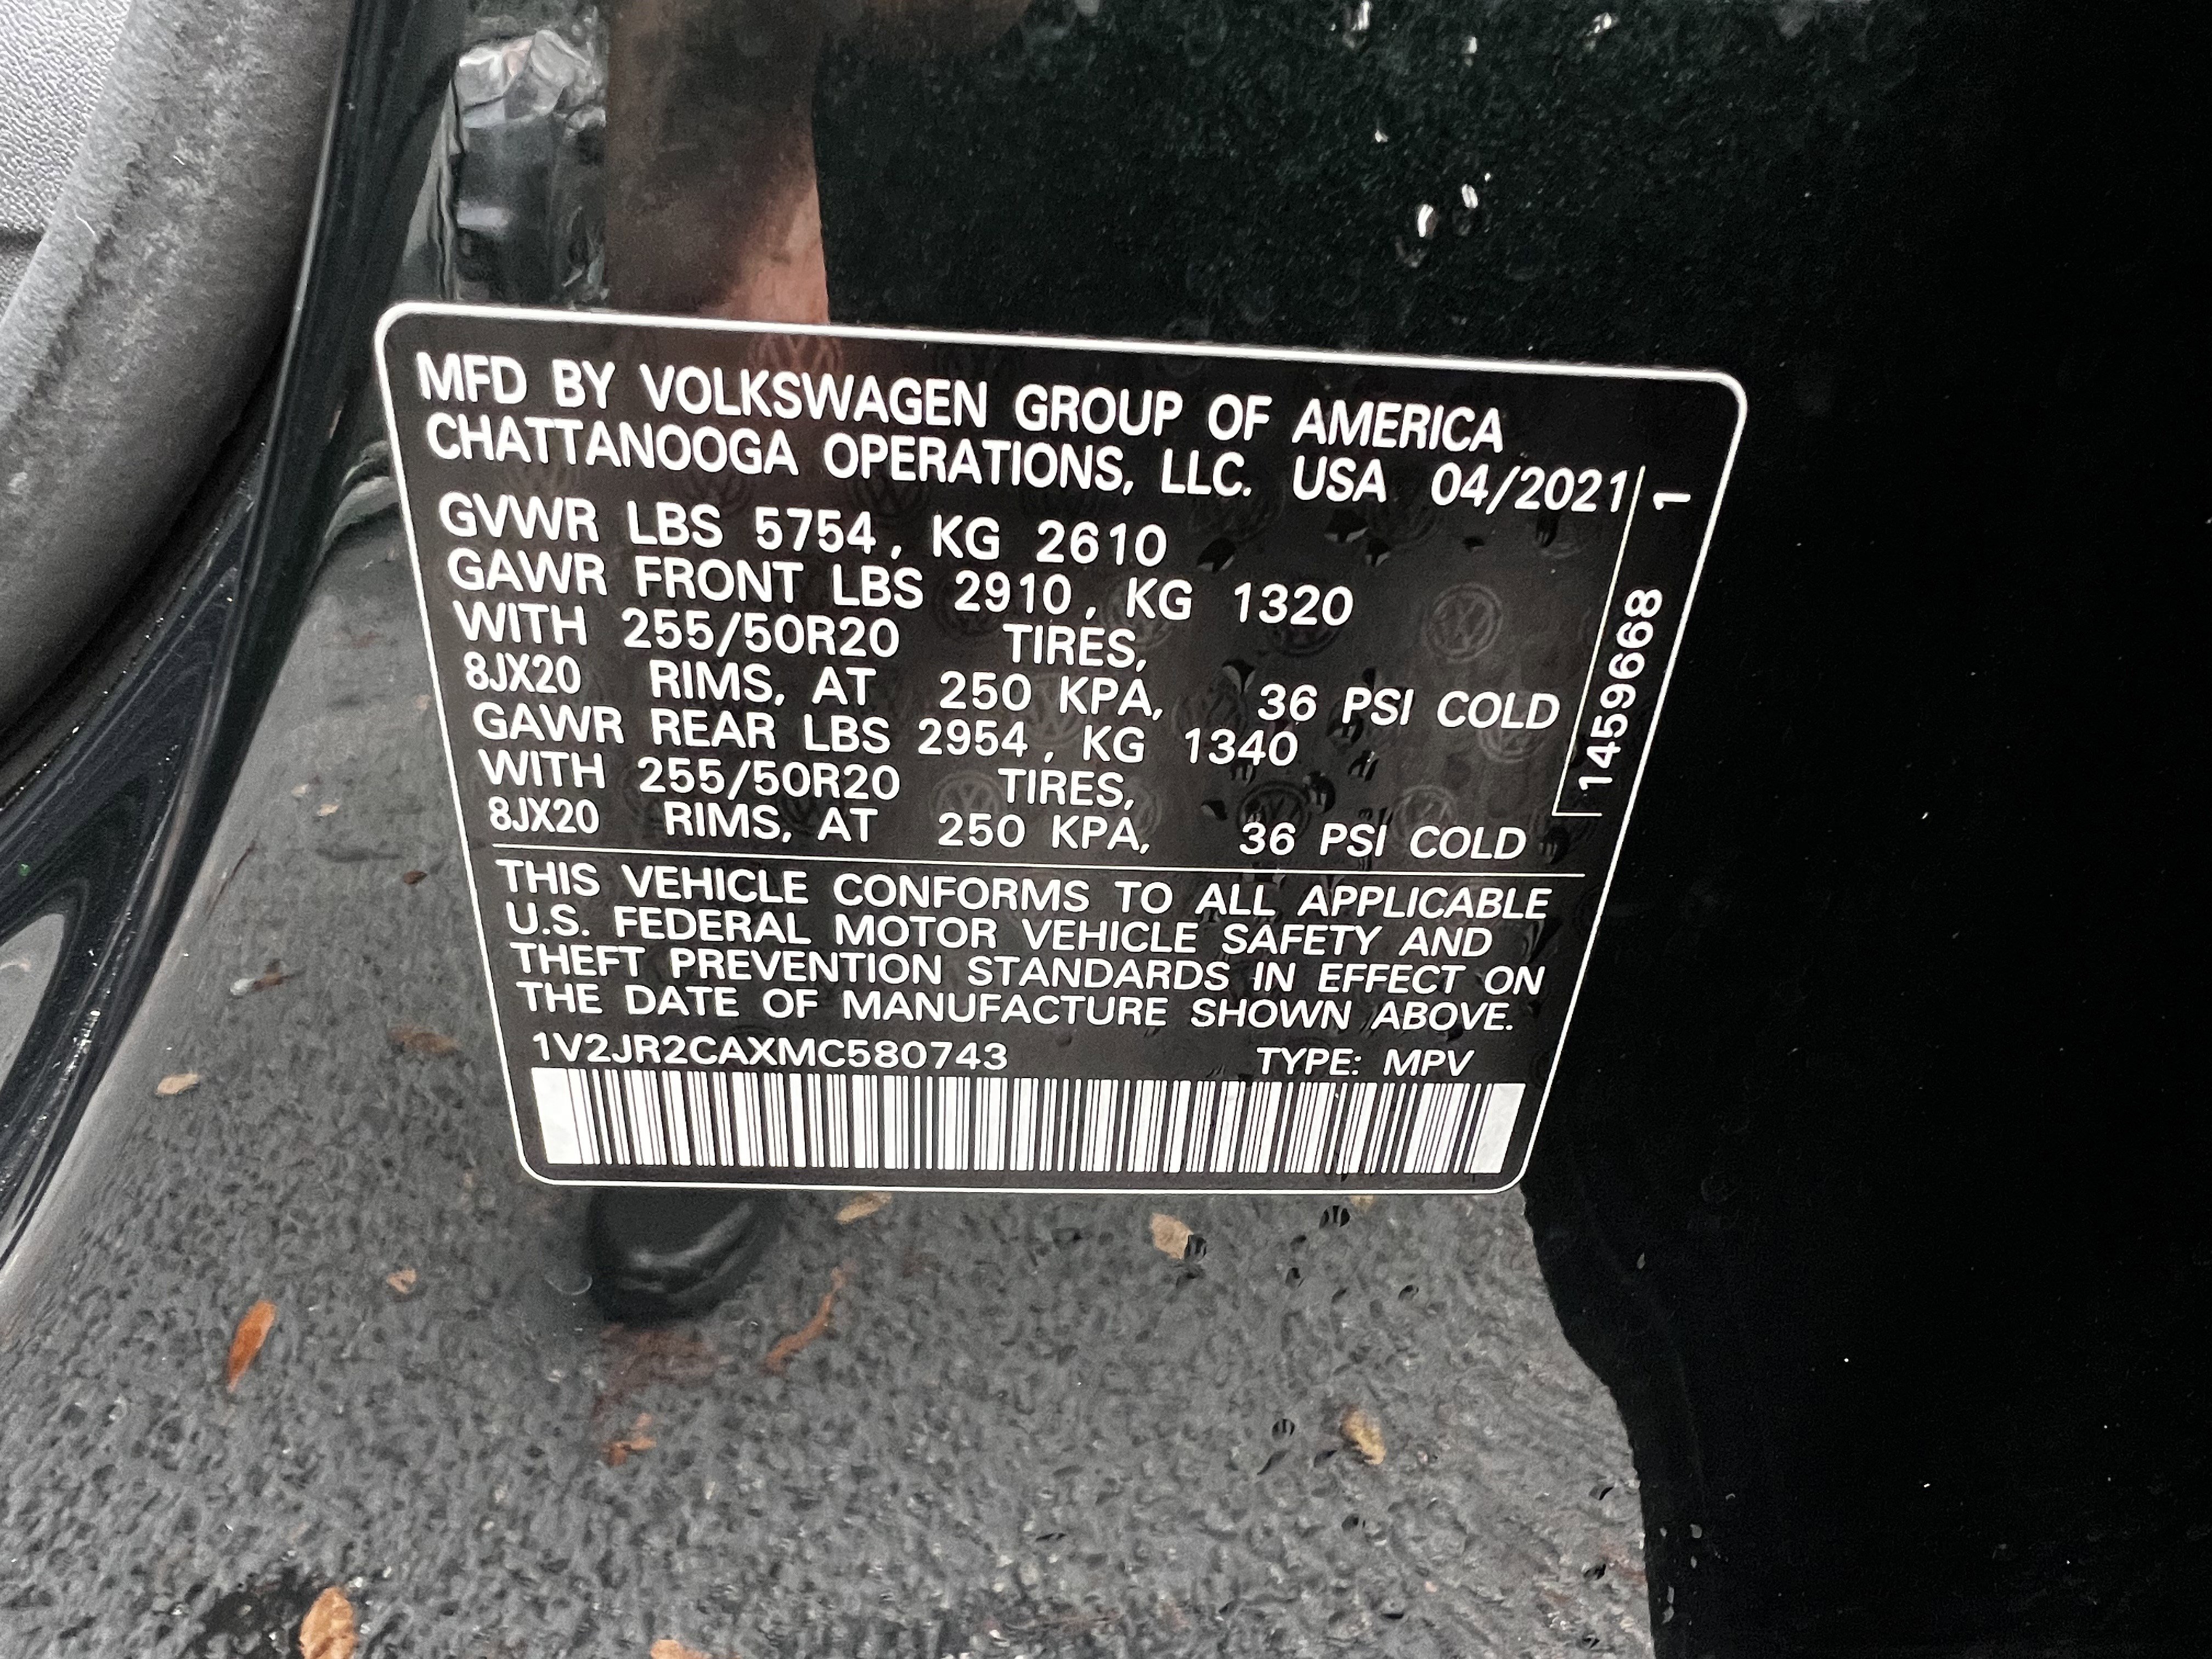 MFD BY VOLKSWAGEN GROUP OF AMERICA
CHATTANOOGA OPERATIONS, LLC. USA 04/2021
GVWR LBS 5754, KG 2610
GAWR FRONT LBS 2910, KG 1320
WITH 255/50R20 TIRES,
8JX20 RIMS, AT 250 KPA, 36 PSI COLD
GAWR REAR LBS 2954, KG 1340
WITH 255/50R20 TIRES,
8JX20 RIMS, AT 250 KPA, 36 PSI COLD
1459668 1
THIS VEHICLE CONFORMS TO ALL APPLICABLE
U.S. FEDERAL MOTOR VEHICLE SAFETY AND
THEFT PREVENTION STANDARDS IN EFFECT ON
THE DATE OF MANUFACTURE SHOWN ABOVE.
1V2JR2CAXMC580743 TYPE: MPV